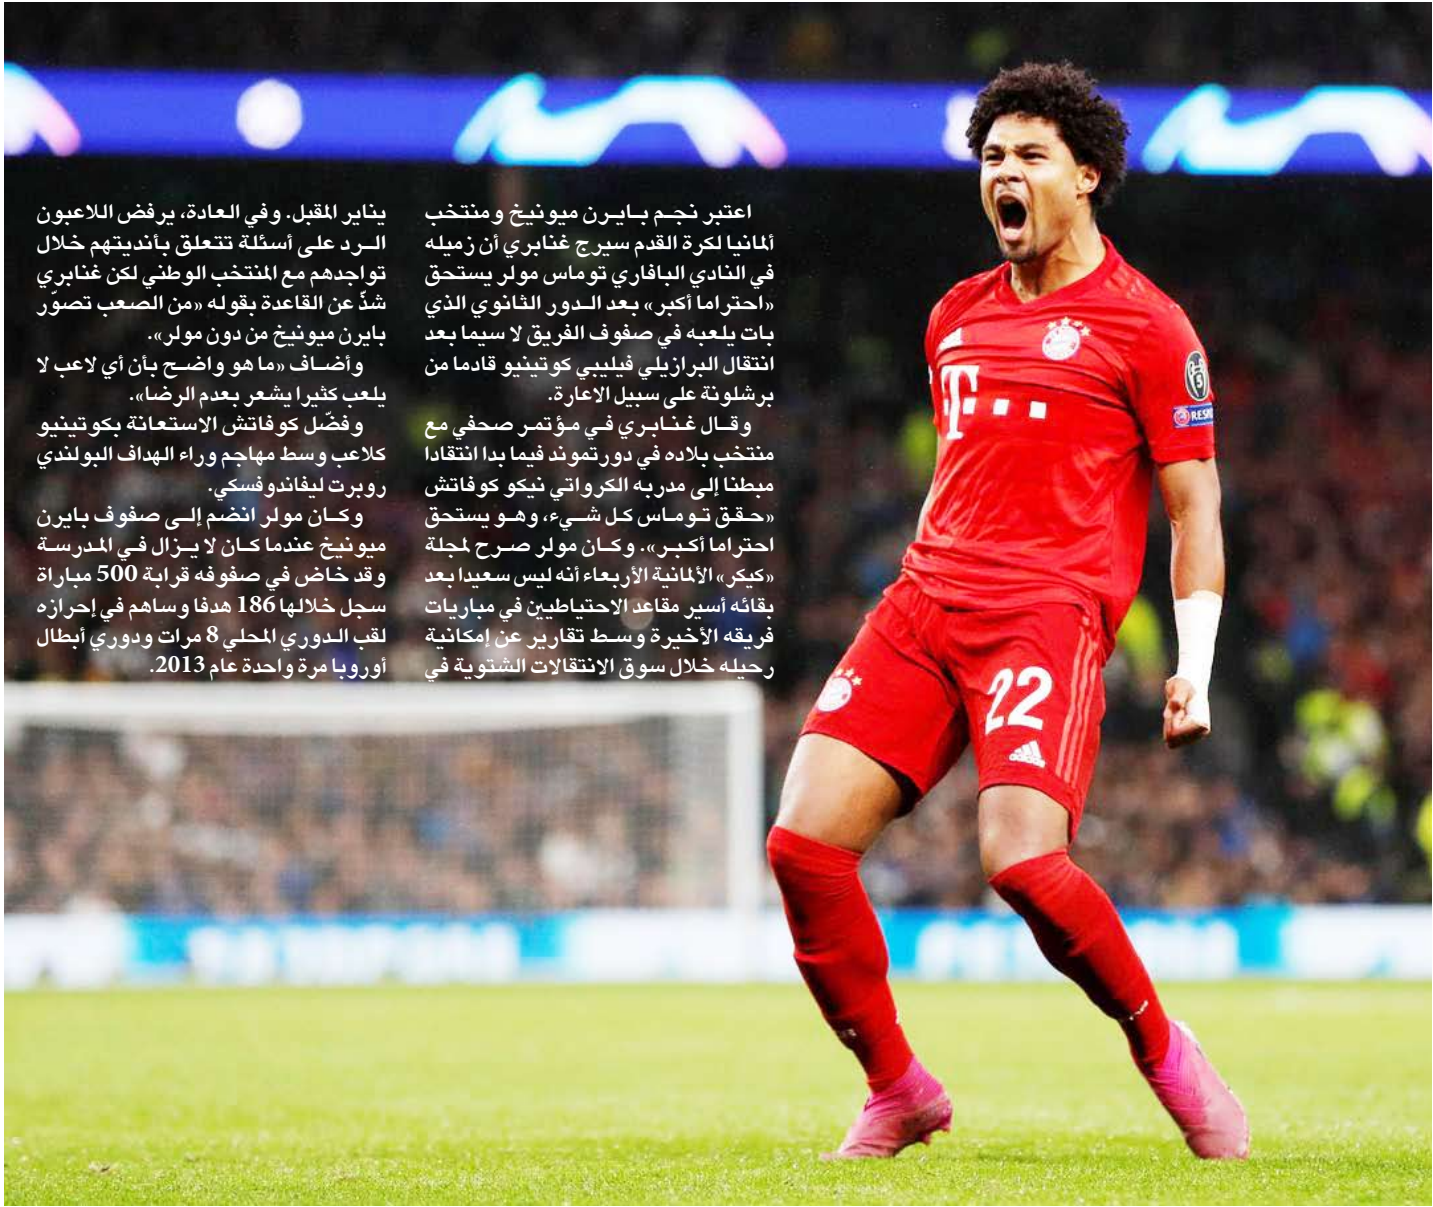 اعتبر نجم بايرن ميونيخ ومنتخب
ألمانيا لكرة القدم سيرج غنابري أن زميله
في النادي البافاري توماس مولر يستحق
«احتراما أكبر» بعد الدور الثانوي الذي
بات يلعبه في صفوف الفريق لا سيما بعد
انتقال البرازيلي فيليبي كوتينيو قادما من
برشلونة على سبيل الاعارة.
وقال غنابري في مؤتمر صحفي مع
منتخب بلاده في دورتموند فيما بدا انتقادا
مبطنا إلى مدربه الكرواتي نيكو كوفاتش
«حقق توماس كل شيء، وهو يستحق
احتراما أكبر». وكان مولر صرح لمجلة
«كيكر» الألمانية الأربعاء أنه ليس سعيدا بعد
بقائه أسير مقاعد الاحتياطيين في مباريات
فريقه الأخيرة وسط تقارير عن إمكانية
رحيله خلال سوق الانتقالات الشتوية في
يناير المقبل. وفي العادة، يرفض اللاعبون
الرد على أسئلة تتعلق بأنديتهم خلال
تواجدهم مع المنتخب الوطني لكن غنابري
شذّ عن القاعدة بقوله «من الصعب تصوّر
بايرن ميونيخ من دون مولر».
وأضاف «ما هو واضح بأن أي لاعب لا
يلعب كثيرا يشعر بعدم الرضا».
وفضّل كوفاتش الاستعانة بكوتينيو
كلاعب وسط مهاجم وراء الهداف البولندي
روبرت ليفاندوفسكي.
وكان مولر انضم إلى صفوف بايرن
ميونيخ عندما كان لا يزال في المدرسة
وقد خاض في صفوفه قرابة 500 مباراة
سجل خلالها 186 هدفا وساهم في إحرازه
لقب الدوري المحلي 8 مرات ودوري أبطال
أوروبا مرة واحدة عام 2013.
T
5
RESP
22
adidas